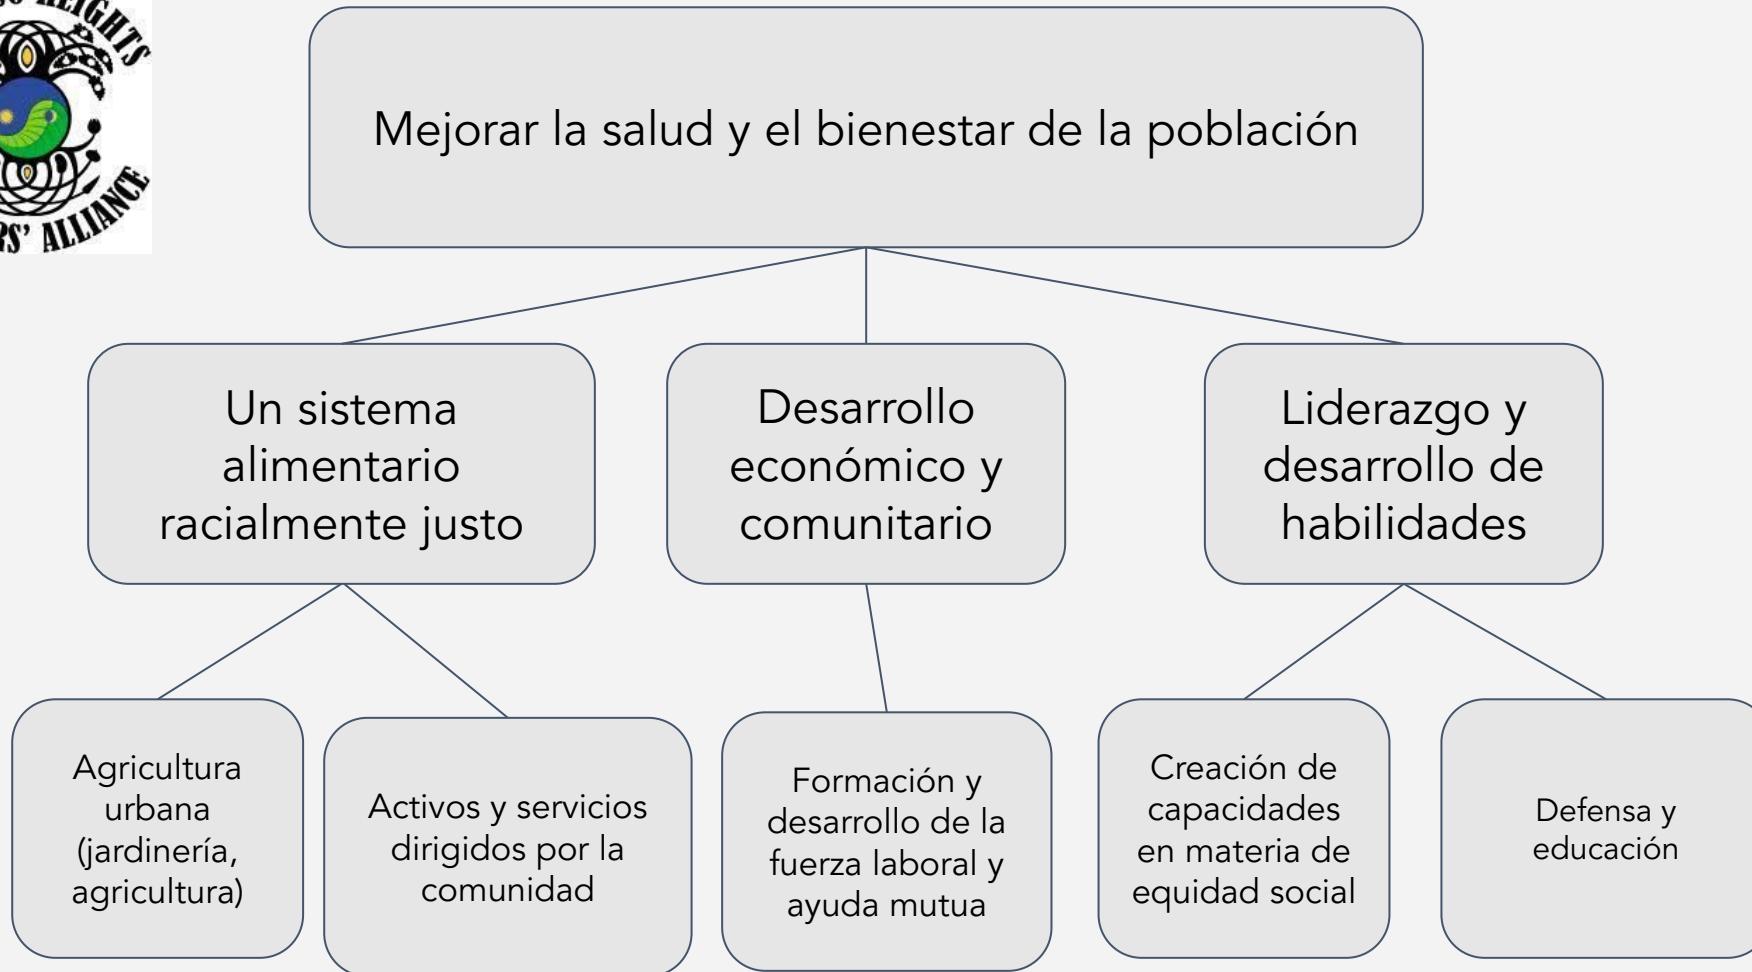 HEIGHTS
ALLIANCE
Mejorar la salud y el bienestar de la población
Un sistema
alimentario
racialmente justo
Desarrollo
económico y
comunitario
Liderazgo y
desarrollo de
habilidades
Agricultura
urbana
(jardinería,
agricultura)
Activos y servicios
dirigidos por la
comunidad
Formación y
desarrollo de la
fuerza laboral y
ayuda mutua
Creación de
capacidades
en materia de
equidad social
Defensa y
educación